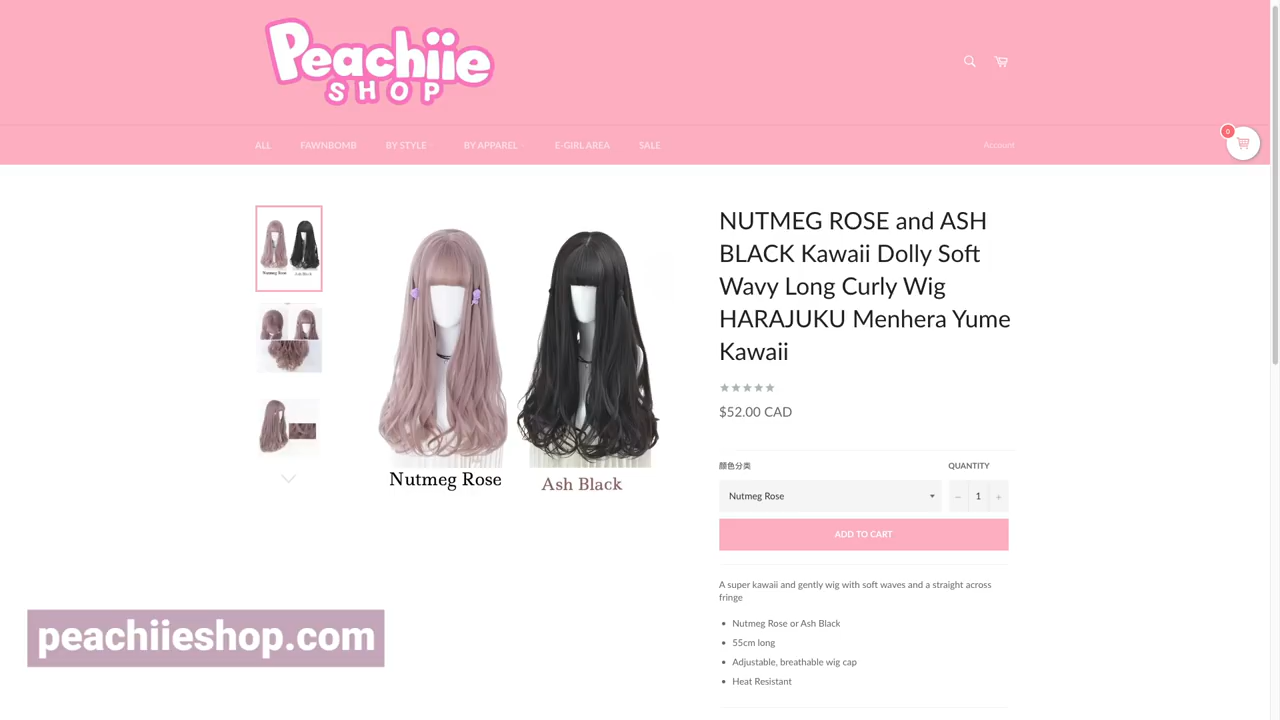 Peachiie
SHOP
ALL FAWNBOMB BY STYLE BY APPAREL E-GIRL AREA SALE Account
0
NUTMEG ROSE and ASH
BLACK Kawaii Dolly Soft
Wavy Long Curly Wig
HARAJUKU Menhera Yume
Kawaii
$52.00 CAD
顏色分类 QUANTITY
Nutmeg Rose − 1 +
ADD TO CART
A super kawaii and gently wig with soft waves and a straight across
fringe
• Nutmeg Rose or Ash Black
• 55cm long
• Adjustable, breathable wig cap
• Heat Resistant
Nutmeg Rose Ash Black
Nutmeg Rose Ash Black
peachiieshop.com